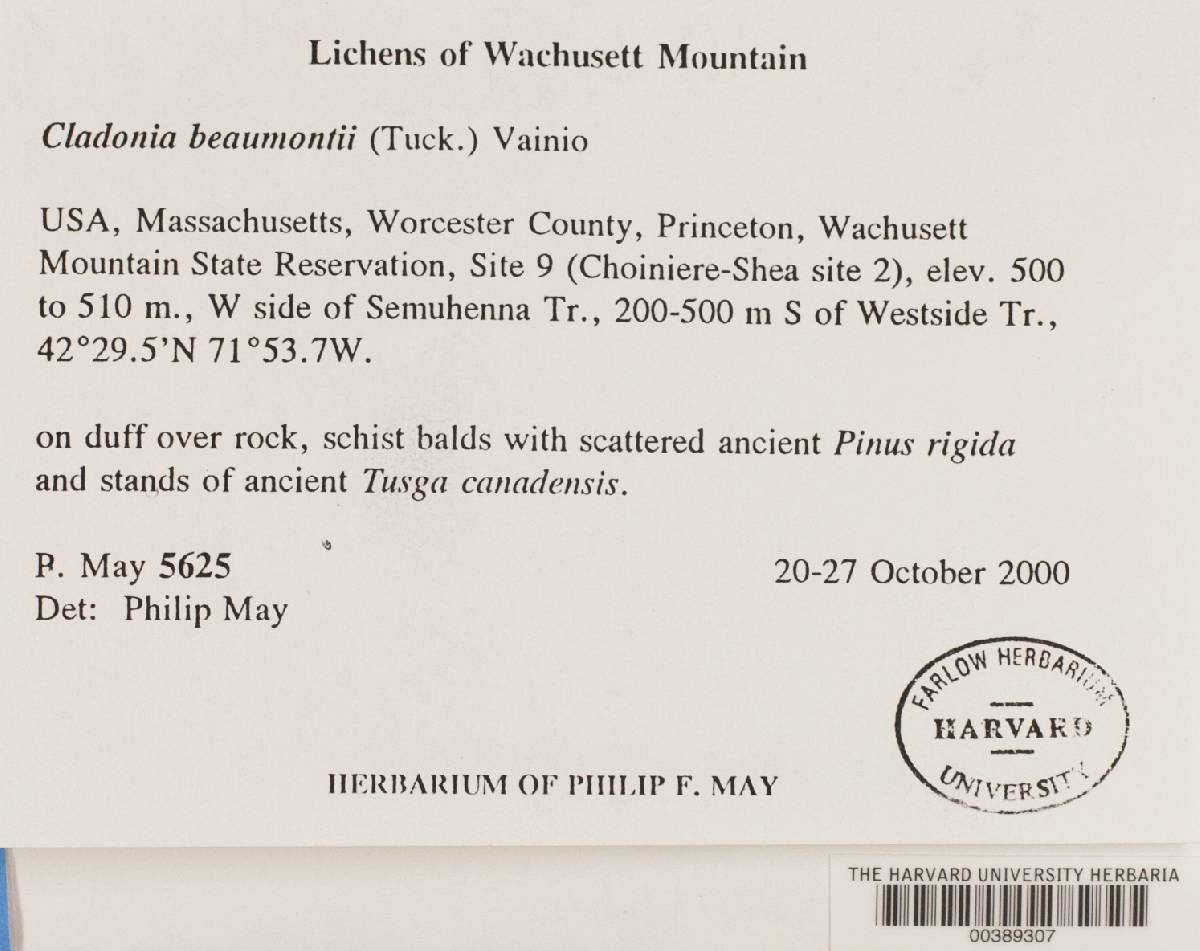 Lichens of Wachusett Mountain
Cladonia beaumontii (Tuck.) Vainio
USA, Massachusetts, Worcester County, Princeton, Wachusett
Mountain State Reservation, Site 9 (Choiniere-Shea site 2), elev. 500
to 510 m., W side of Semuhenna Tr., 200-500 m S of Westside Tr.,
42°29.5'N 71°53.7W.
on duff over rock, schist balds with scattered ancient Pinus rigida
and stands of ancient Tusga canadensis.
P. May 5625
20-27 October 2000
Det: Philip May
FARLOW HERBARIUM
HARVARD
UNIVERSITY
HERBARIUM OF PHILIP F. MAY
THE HARVARD UNIVERSITY HERBARIA
00389307